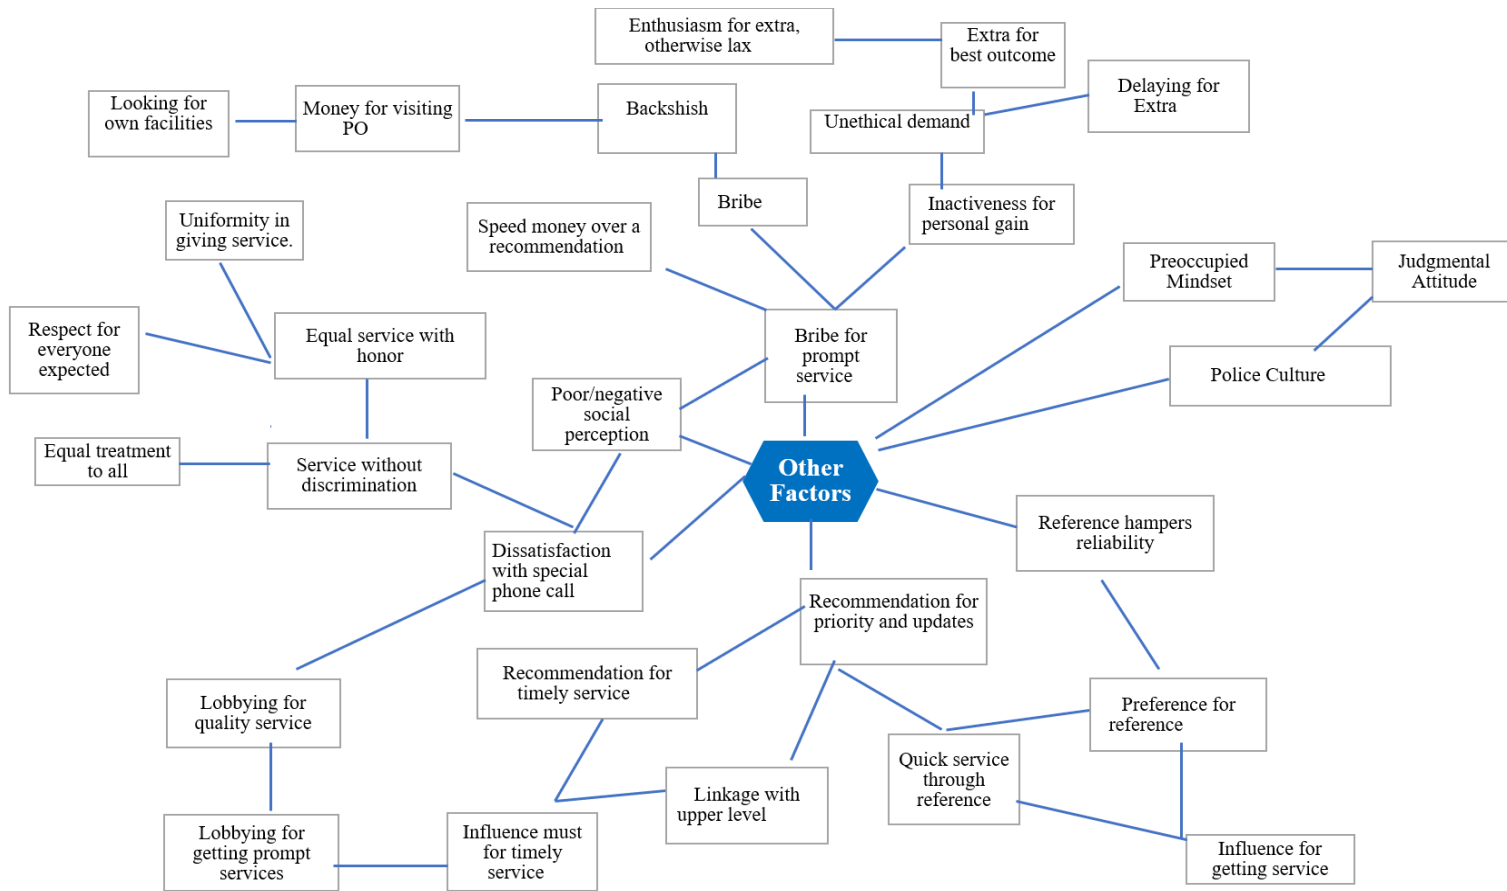 Enthusiasm for extra,
otherwise lax
Extra for
best outcome
Delaying for
Extra
Looking for
own facilities
Money for visiting
PO
Backshish
Unethical demand
Bribe
Inactiveness for
personal gain
Uniformity in
giving service.
Speed money over a
recommendation
Preoccupied
Mindset
Judgmental
Attitude
Respect for
everyone
expected
Equal service with
honor
Bribe for
prompt
service
Police Culture
Poor/negative
social
perception
Equal treatment
to all
Service without
discrimination
Other
Factors
Reference hampers
reliability
Dissatisfaction
with special
phone call
Recommendation for
priority and updates
Recommendation for
timely service
Lobbying for
quality service
Preference for
reference
Quick service
through
reference
Linkage with
upper level
Lobbying for
getting prompt
services
Influence must
for timely
service
Influence for
getting service